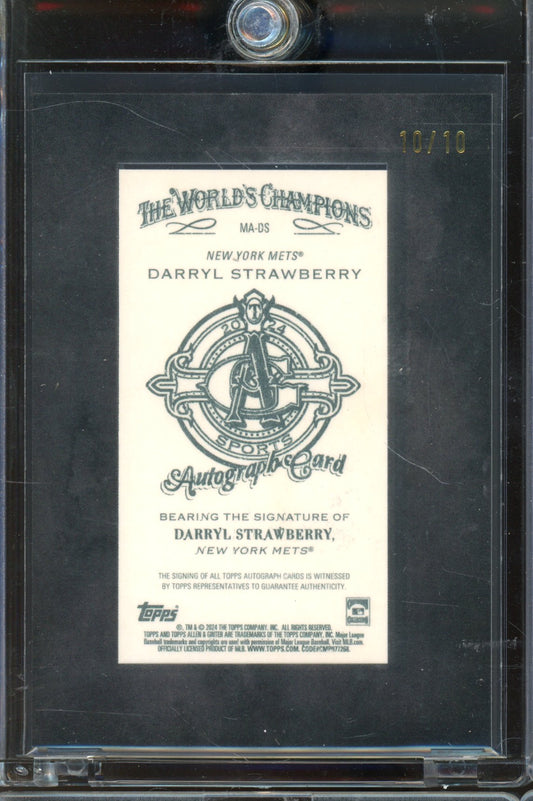 10/10
THE WORLD'S CHAMPIONS
MA-DS
NEW YORK METS®
DARRYL STRAWBERRY
2024
A&G
SPORTS
Autograph Card
BEARING THE SIGNATURE OF
DARRYL STRAWBERRY,
NEW YORK METS®
THE SIGNING OF ALL TOPPS AUTOGRAPH CARDS IS WITNESSED
BY TOPPS REPRESENTATIVES TO GUARANTEE AUTHENTICITY.
Topps®
©, TM & © 2024 THE TOPPS COMPANY, INC. ALL RIGHTS RESERVED.
TOPPS AND TOPPS ALLEN & GINTER ARE TRADEMARKS OF THE TOPPS COMPANY, INC. Major League
Baseball trademarks and copyrights are used with permission of Major League Baseball. Visit MLB.com.
OFFICIALLY LICENSED PRODUCT OF MLB. WWW.TOPPS.COM.